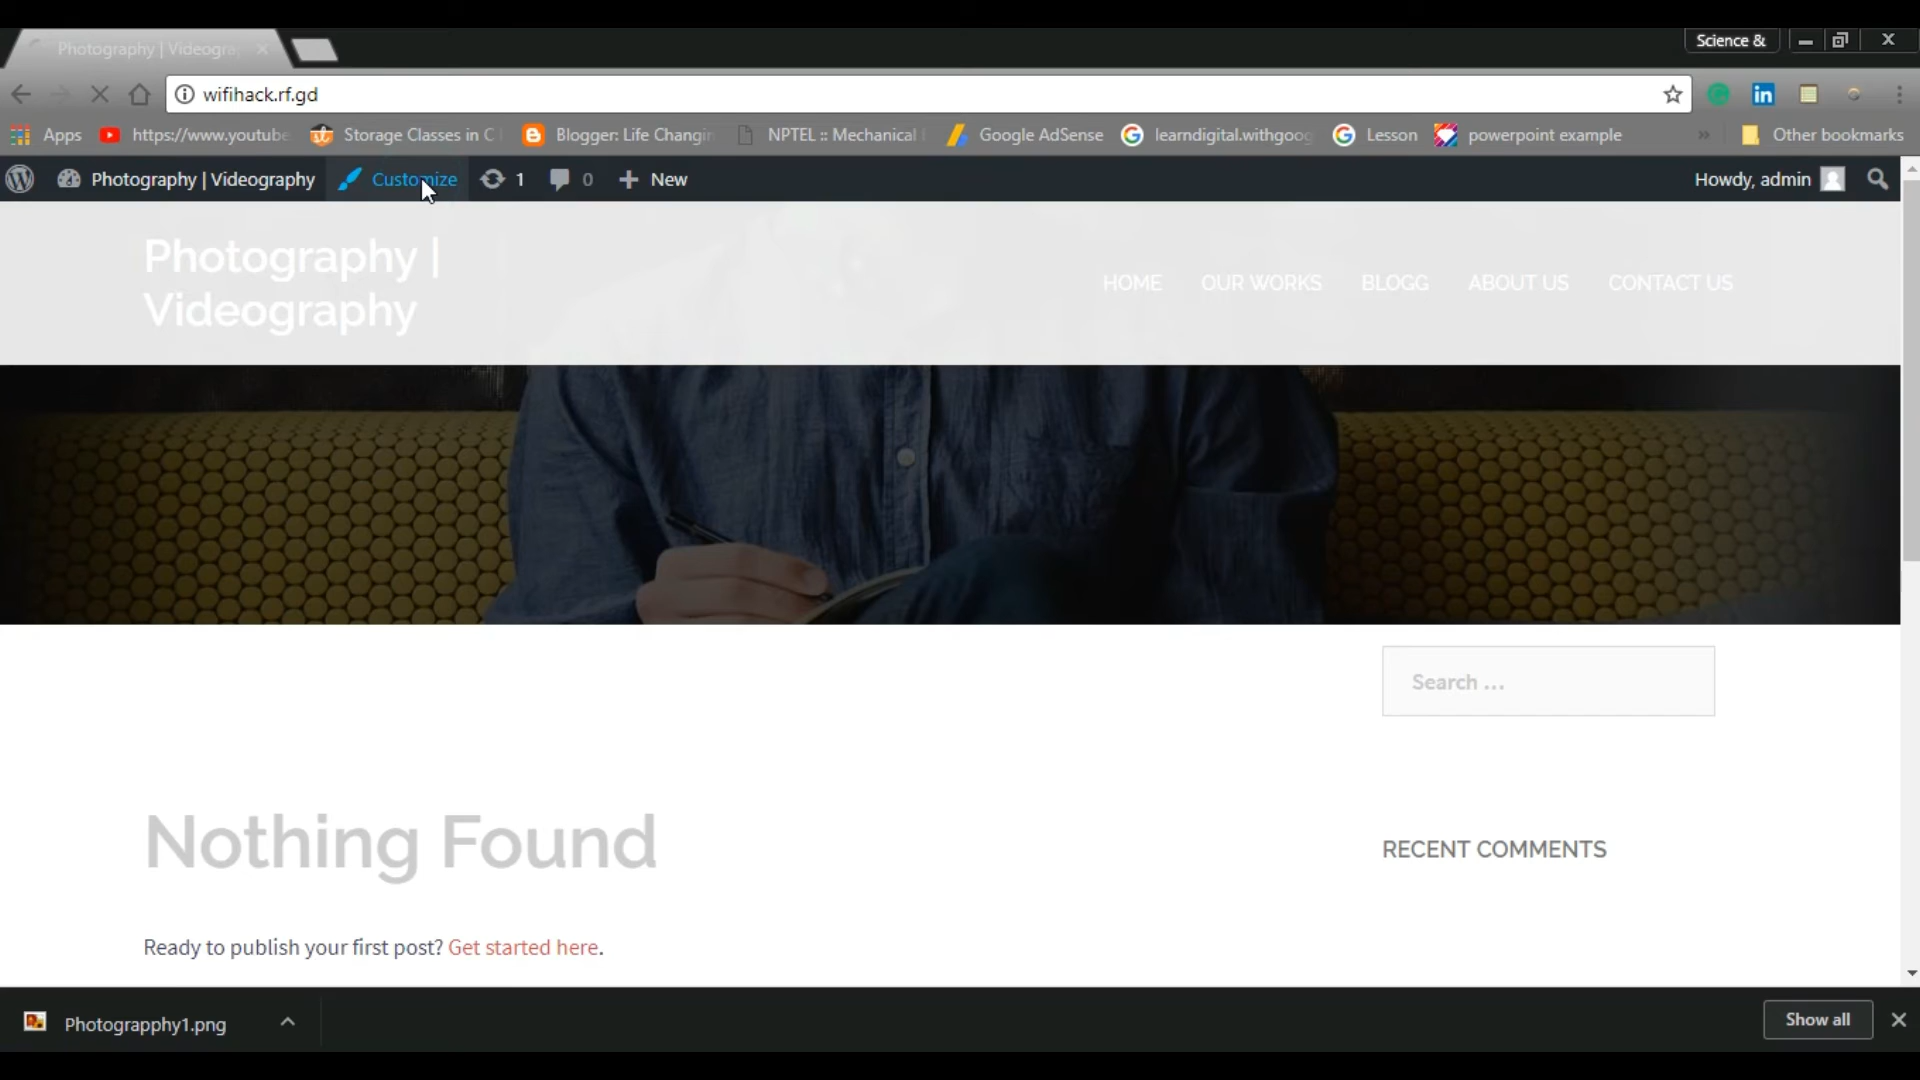 Photography | Videogra
Science &
wifihack.rf.gd
Apps https://www.youtube Storage Classes in C Blogger: Life Changin NPTEL :: Mechanical Google AdSense learndigital.withgoog Lesson powerpoint example » Other bookmarks
Photography | Videography Customize 1 0 + New Howdy, admin
Photography |
Videography
HOME OUR WORKS BLOGG ABOUT US CONTACT US
Search ...
Nothing Found
RECENT COMMENTS
Ready to publish your first post? Get started here.
Photograpphy1.png Show all